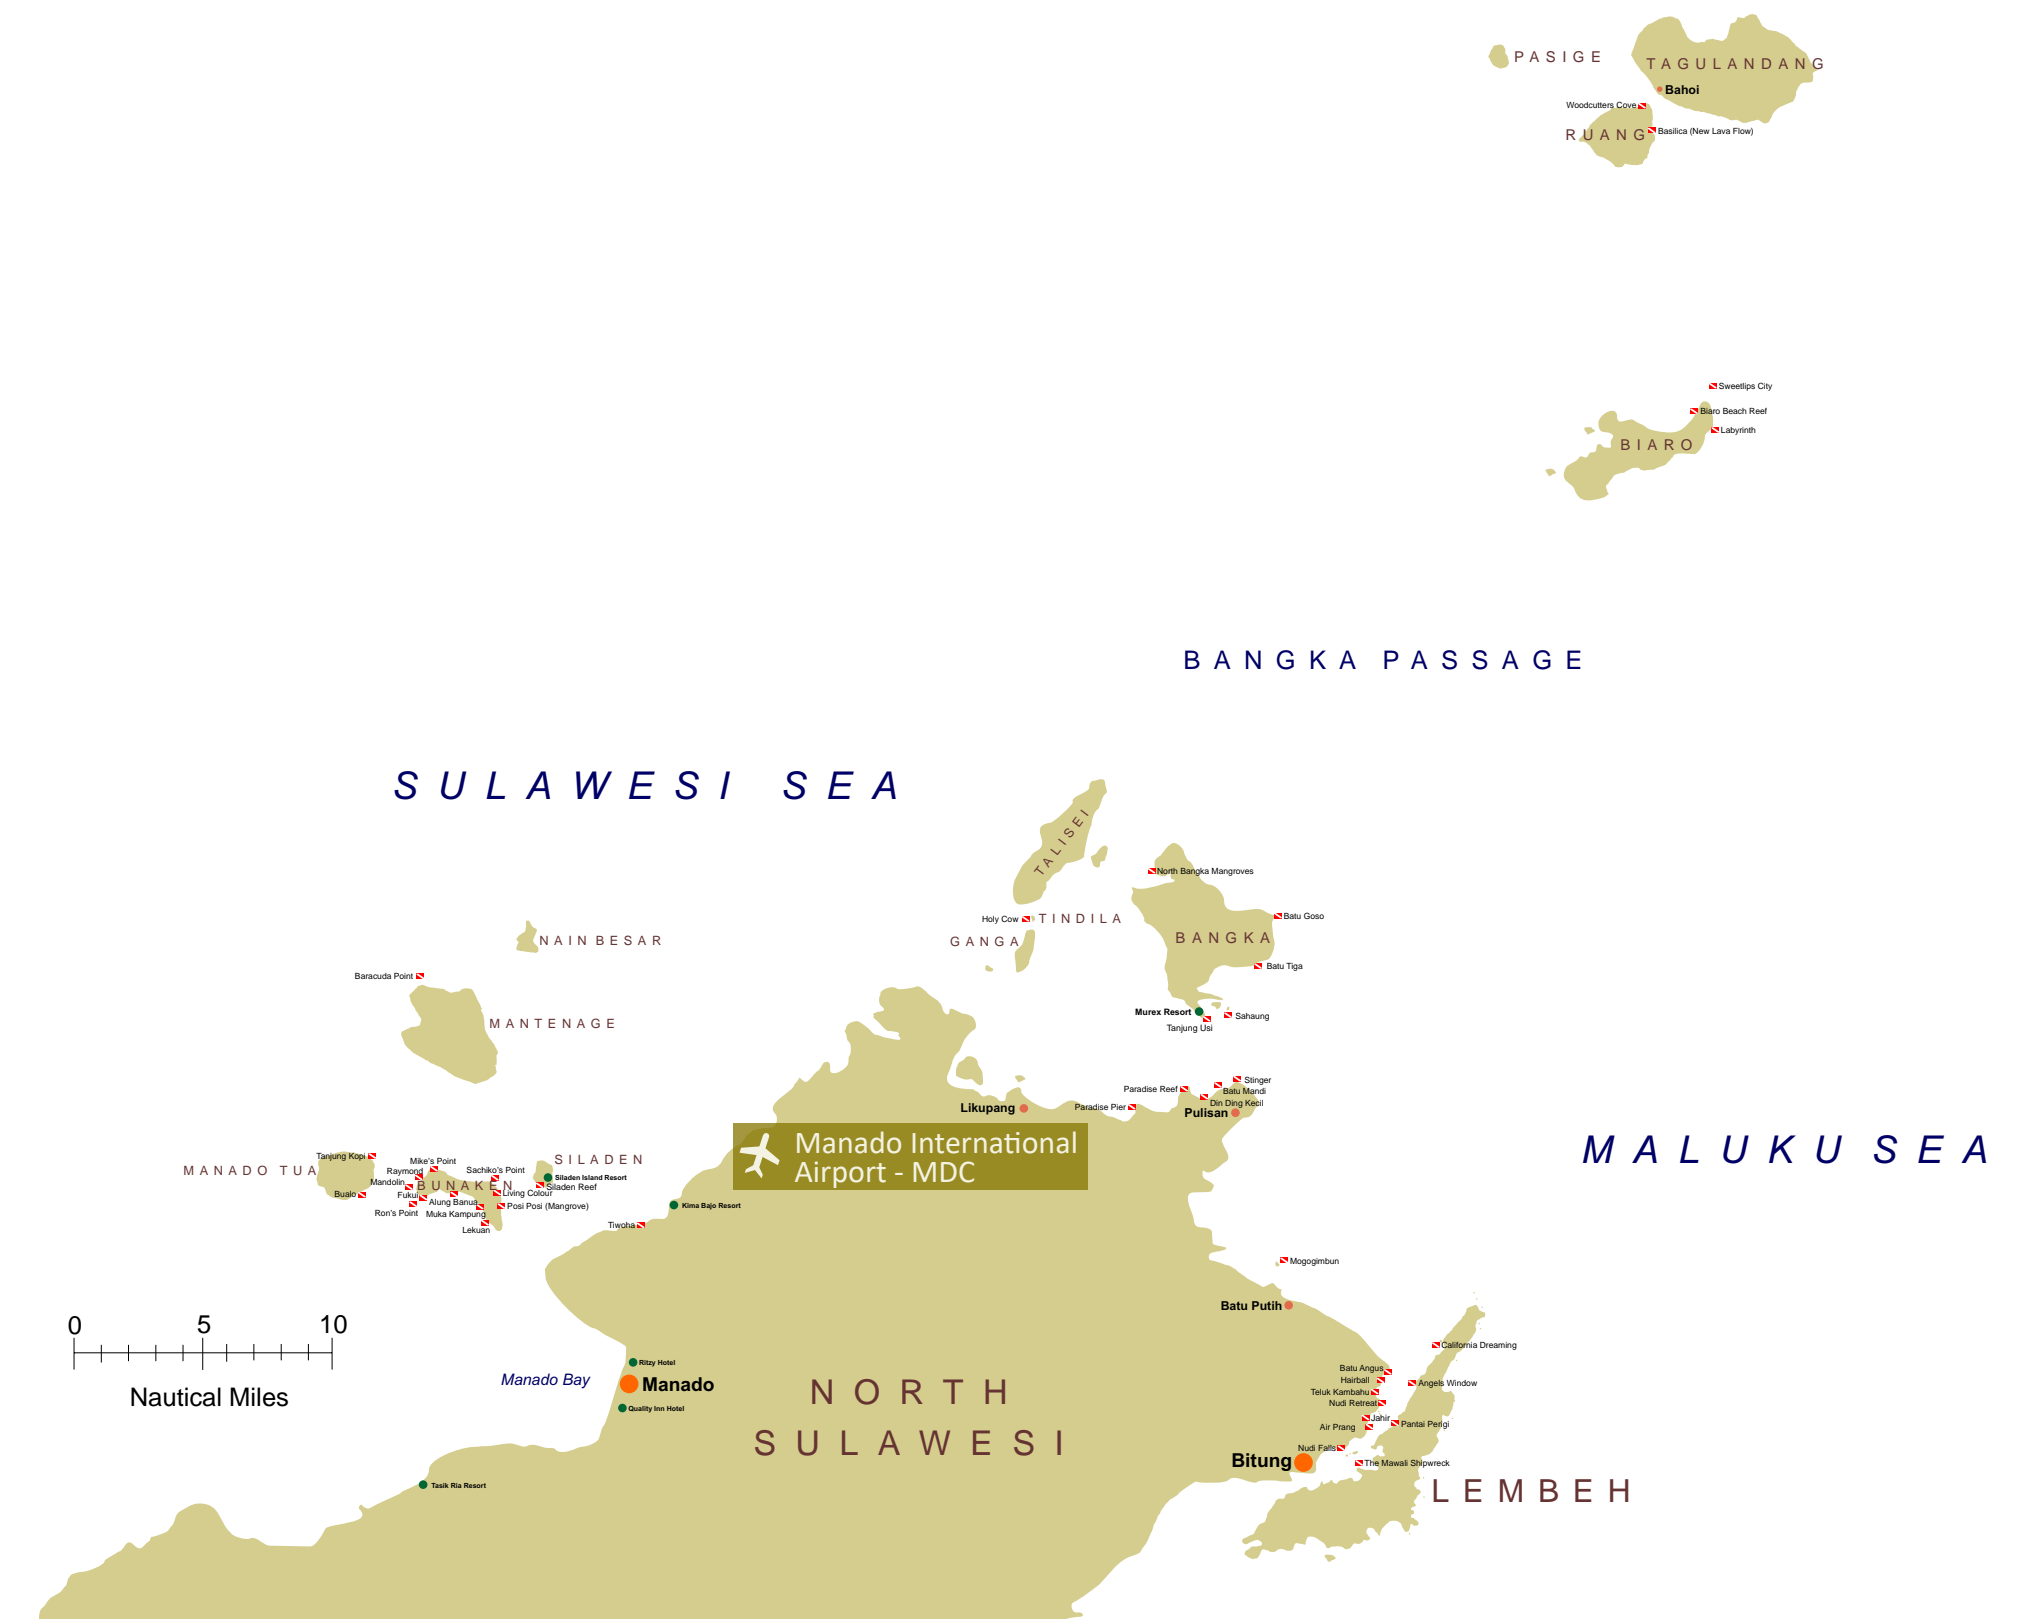 PASIGE
TAGULANDANG
Bahoi
Woodcutters Cove
RUANG
Basilica (New Lava Flow)
Sweetlips City
Biaro Beach Reef
Labyrinth
BIARO
BANGKA PASSAGE
SULAWESI SEA
TALISEI
North Bangka Mangroves
Holy Cow
TINDILA
Batu Goso
GANGA
BANGKA
NAIN BESAR
Batu Tiga
Baracuda Point
MANTENAGE
Murex Resort
Sahaung
Tanjung Usi
Stinger
Paradise Reef
Batu Mandi
Din Ding Kecil
Likupang
Paradise Pier
Pulisan
Manado International
Airport - MDC
MALUKU SEA
Tanjung Kopi
MANADO TUA
Mike's Point
Raymond
Sachiko's Point
SILADEN
Siladen Island Resort
Mandolin
BUNAKEN
Siladen Reef
Bualo
Fukui
Living Colour
Alung Banua
Posi Posi (Mangrove)
Ron's Point
Muka Kampung
Lekuan
Kima Bajo Resort
Tiwoha
Mogogimbun
Batu Putih
0 5 10
Nautical Miles
California Dreaming
Ritzy Hotel
Manado Bay
Manado
Quality Inn Hotel
NORTH
SULAWESI
Batu Angus
Hairball
Angels Window
Teluk Kambahu
Nudi Retreat
Jahir
Pantai Perigi
Air Prang
Nudi Falls
Bitung
The Mawali Shipwreck
LEMBEH
Tasik Ria Resort